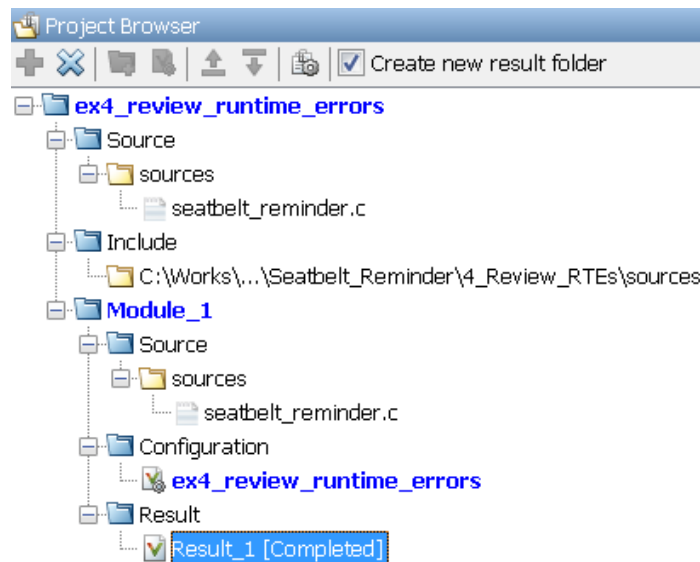 Project Browser
Create new result folder
ex4_review_runtime_errors
Source
sources
seatbelt_reminder.c
Include
C:\Works\...\Seatbelt_Reminder\4_Review_RTEs\sources
Module_1
Source
sources
seatbelt_reminder.c
Configuration
ex4_review_runtime_errors
Result
Result_1 [Completed]